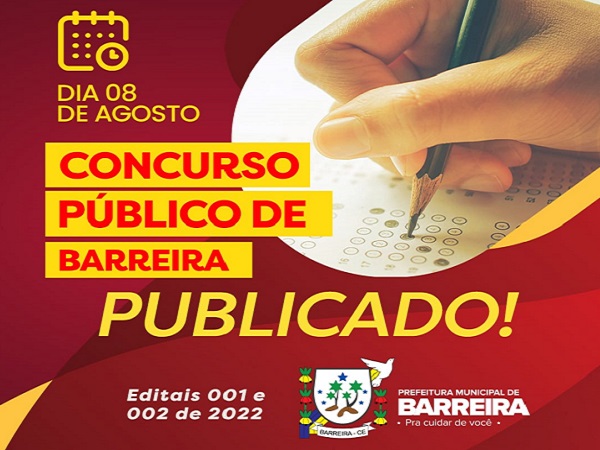 DIA 08
DE AGOSTO
CONCURSO
PÚBLICO DE
BARREIRA
PUBLICADO!
Editais 001 e
002 de 2022
BARREIRA - CE
PREFEITURA MUNICIPAL DE
BARREIRA
• Pra cuidar de você •